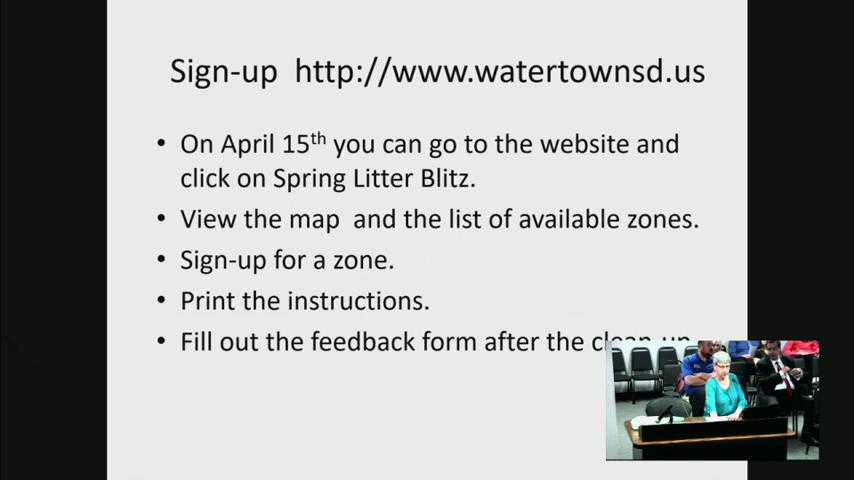 Sign-up http://www.watertownsd.us
• On April 15th you can go to the website and
click on Spring Litter Blitz.
• View the map and the list of available zones.
• Sign-up for a zone.
• Print the instructions.
• Fill out the feedback form after the clean-up